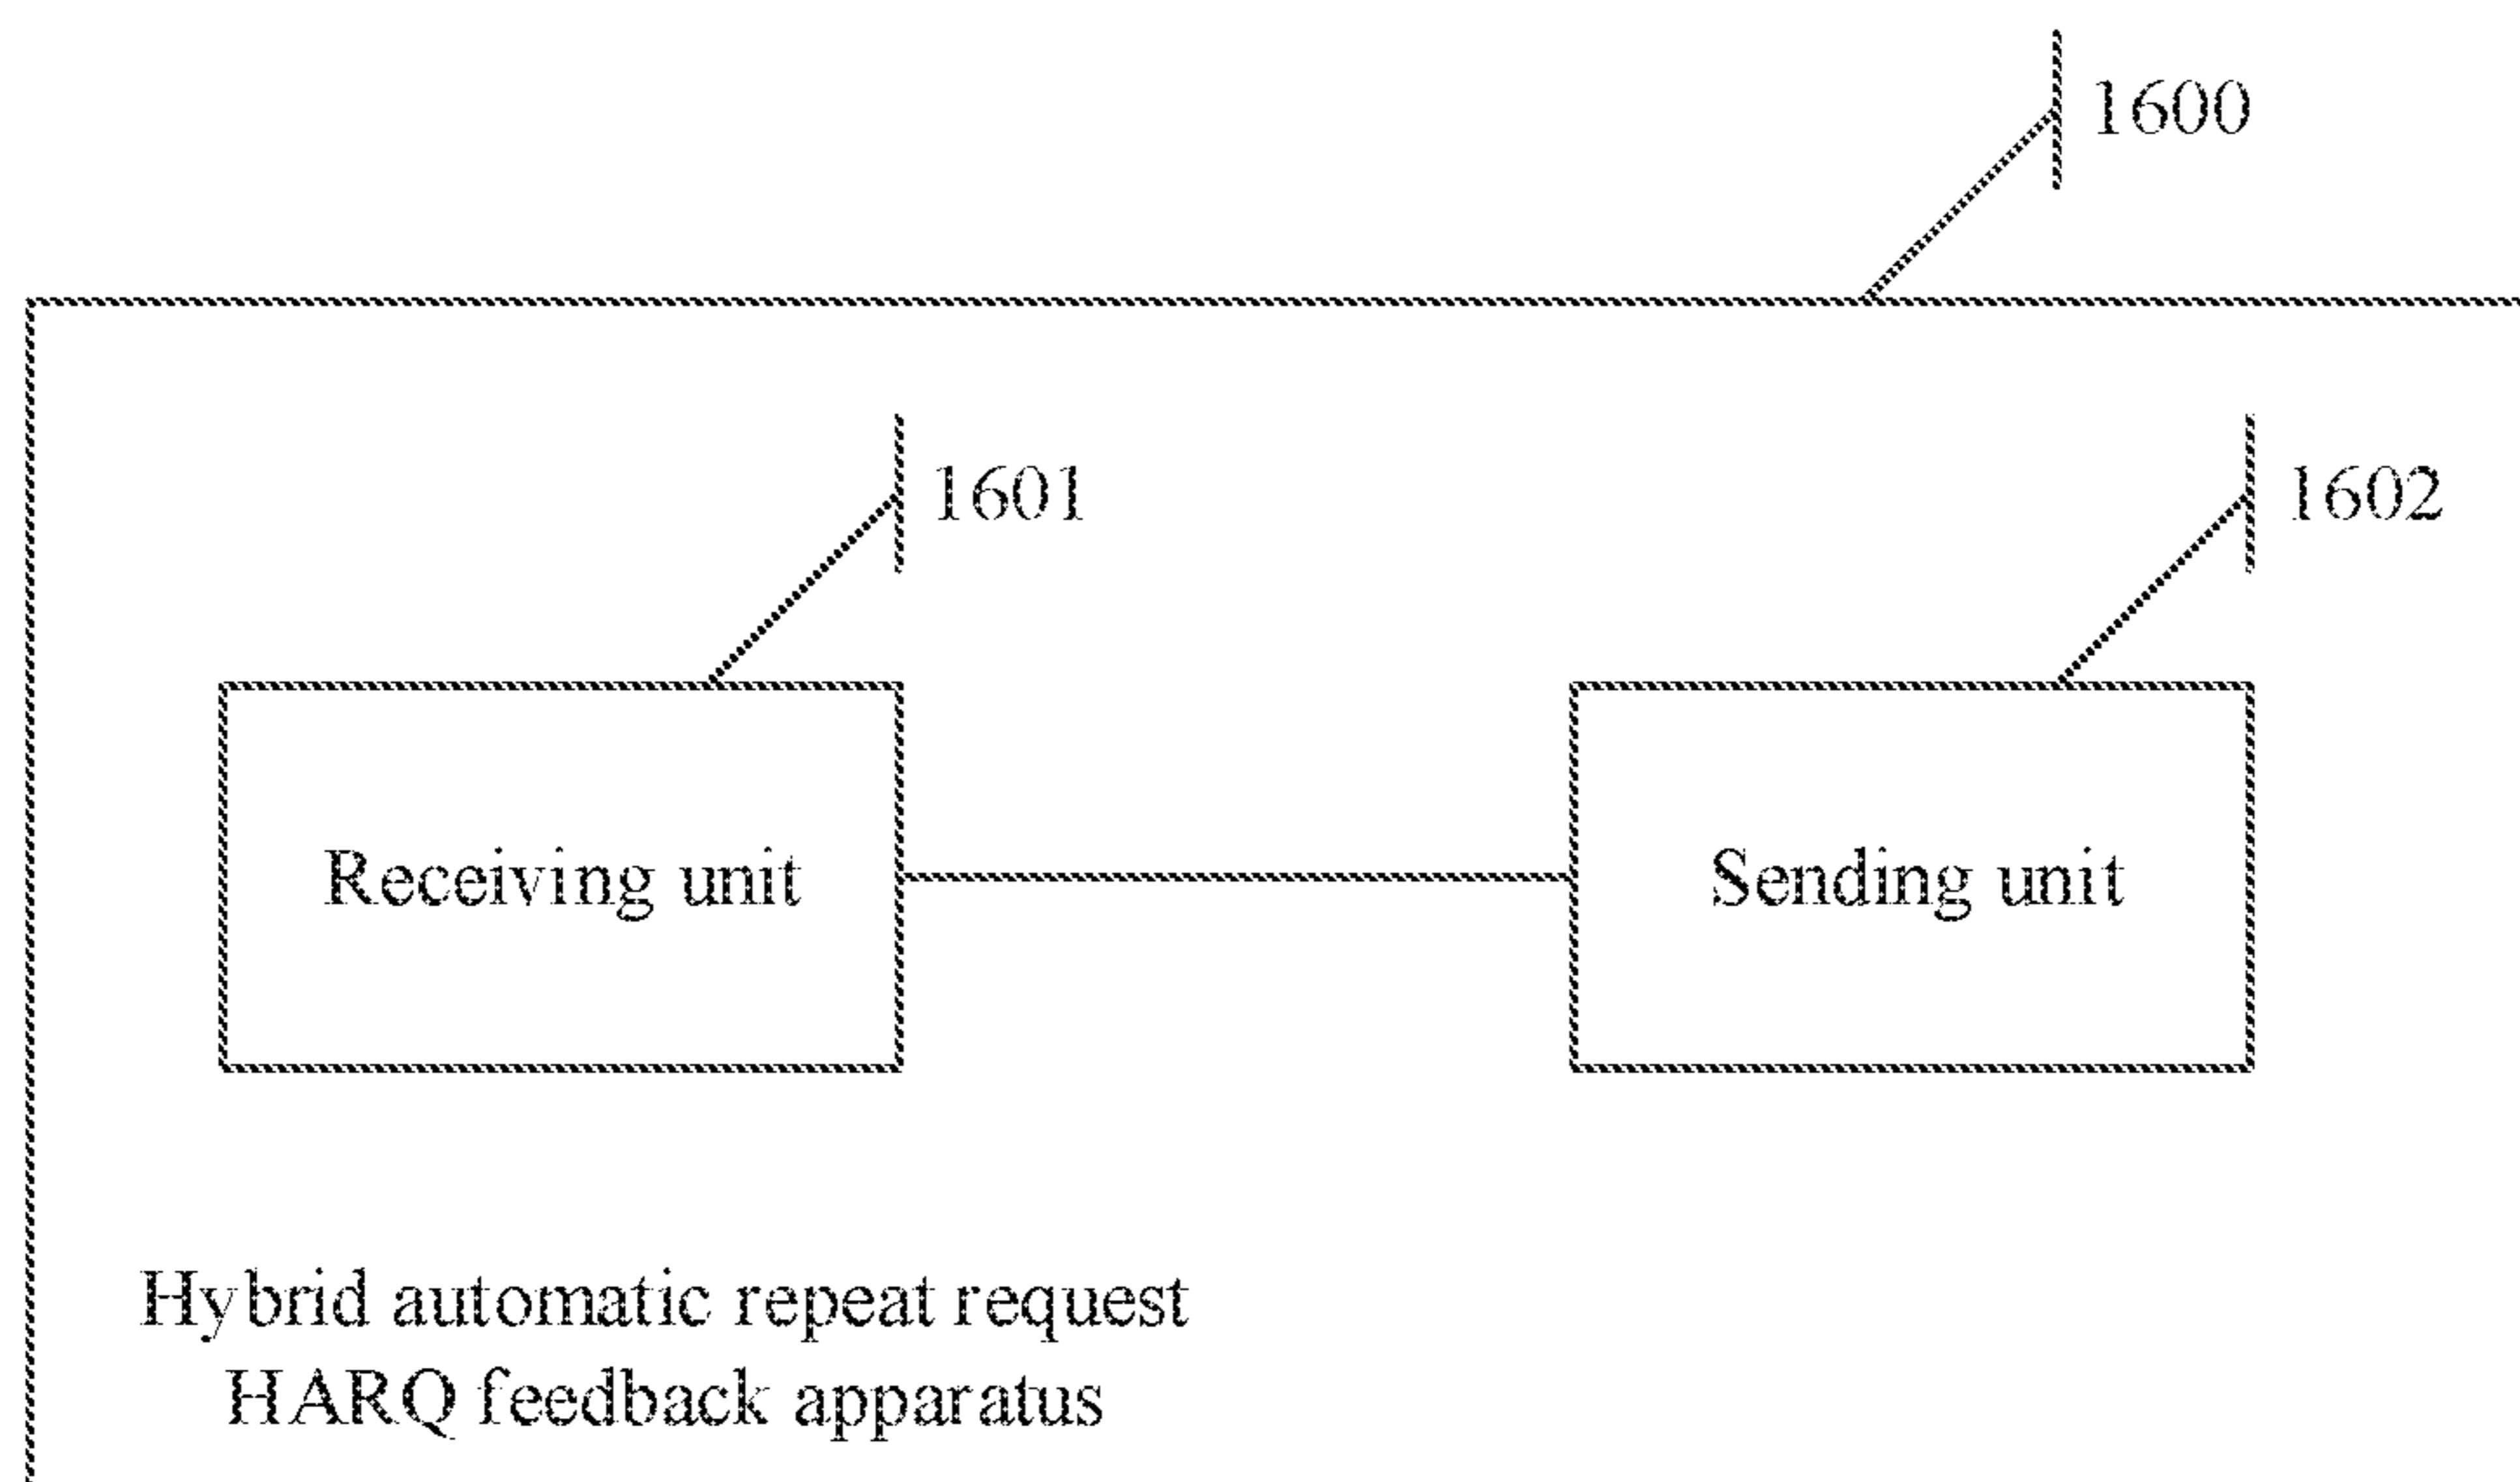 1600
1601
1602
Receiving unit
Sending unit
Hybrid automatic repeat request
HARQ feedback apparatus